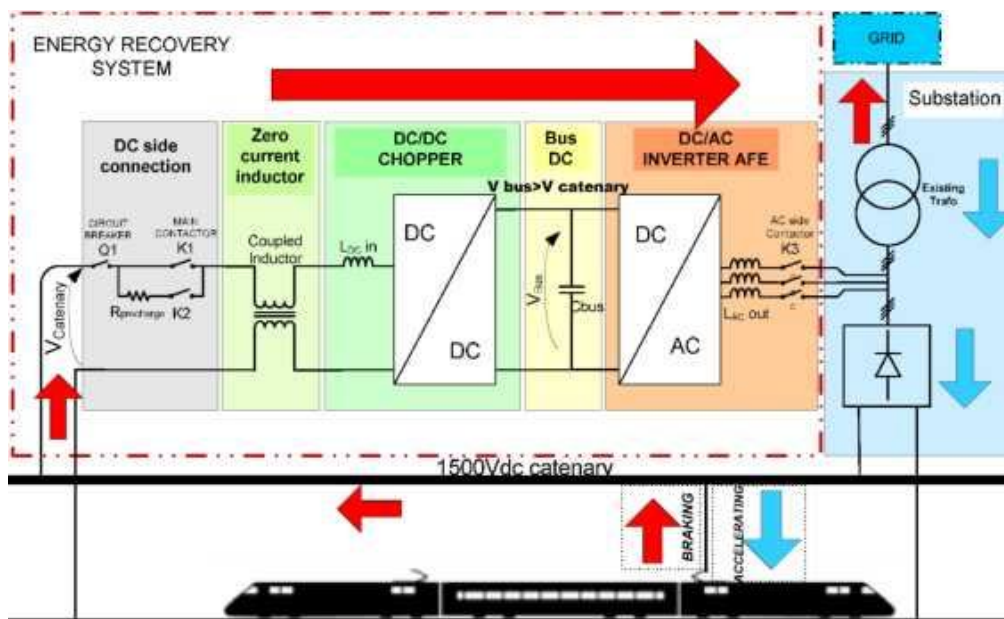 ENERGY RECOVERY
SYSTEM
GRID
Substation
DC side
connection
Zero
current
inductor
DC/DC
CHOPPER
Bus
DC
DC/AC
INVERTER AFE
V bus>V catenary
Existing
Trafo
CIRCUIT
BREAKER
Q1
MAIN
CONTACTOR
K1
Coupled
Inductor
LDC in
DC
DC
VBus
Cbus
DC
AC
AC side
Contactor
K3
LAC out
Rprecharge
K2
VCatenary
1500Vdc catenary
BRAKING
ACCELERATING